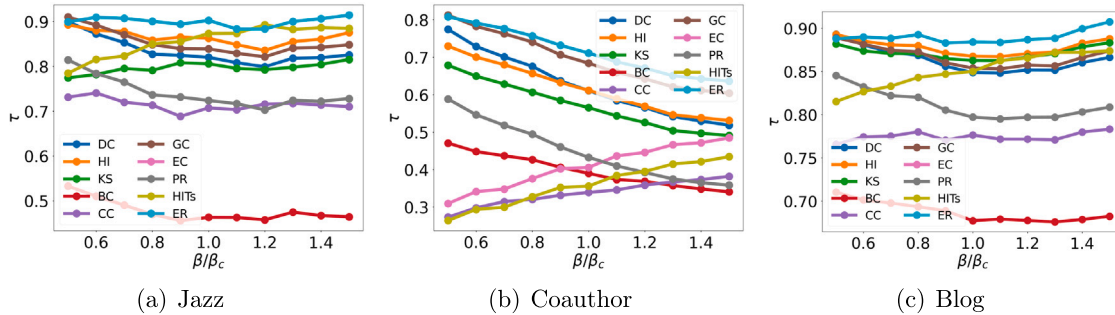 0.9
0.8
0.7
0.6
0.5
τ
DC GC
HI EC
KS PR
BC HITs
CC ER
0.6 0.8 1.0 1.2 1.4
β/βc
(a) Jazz
0.8
0.7
0.6
0.5
0.4
0.3
τ
DC GC
HI EC
KS PR
BC HITs
CC ER
0.6 0.8 1.0 1.2 1.4
β/βc
(b) Coauthor
0.90
0.85
0.80
0.75
0.70
τ
DC GC
HI EC
KS PR
BC HITs
CC ER
0.6 0.8 1.0 1.2 1.4
β/βc
(c) Blog